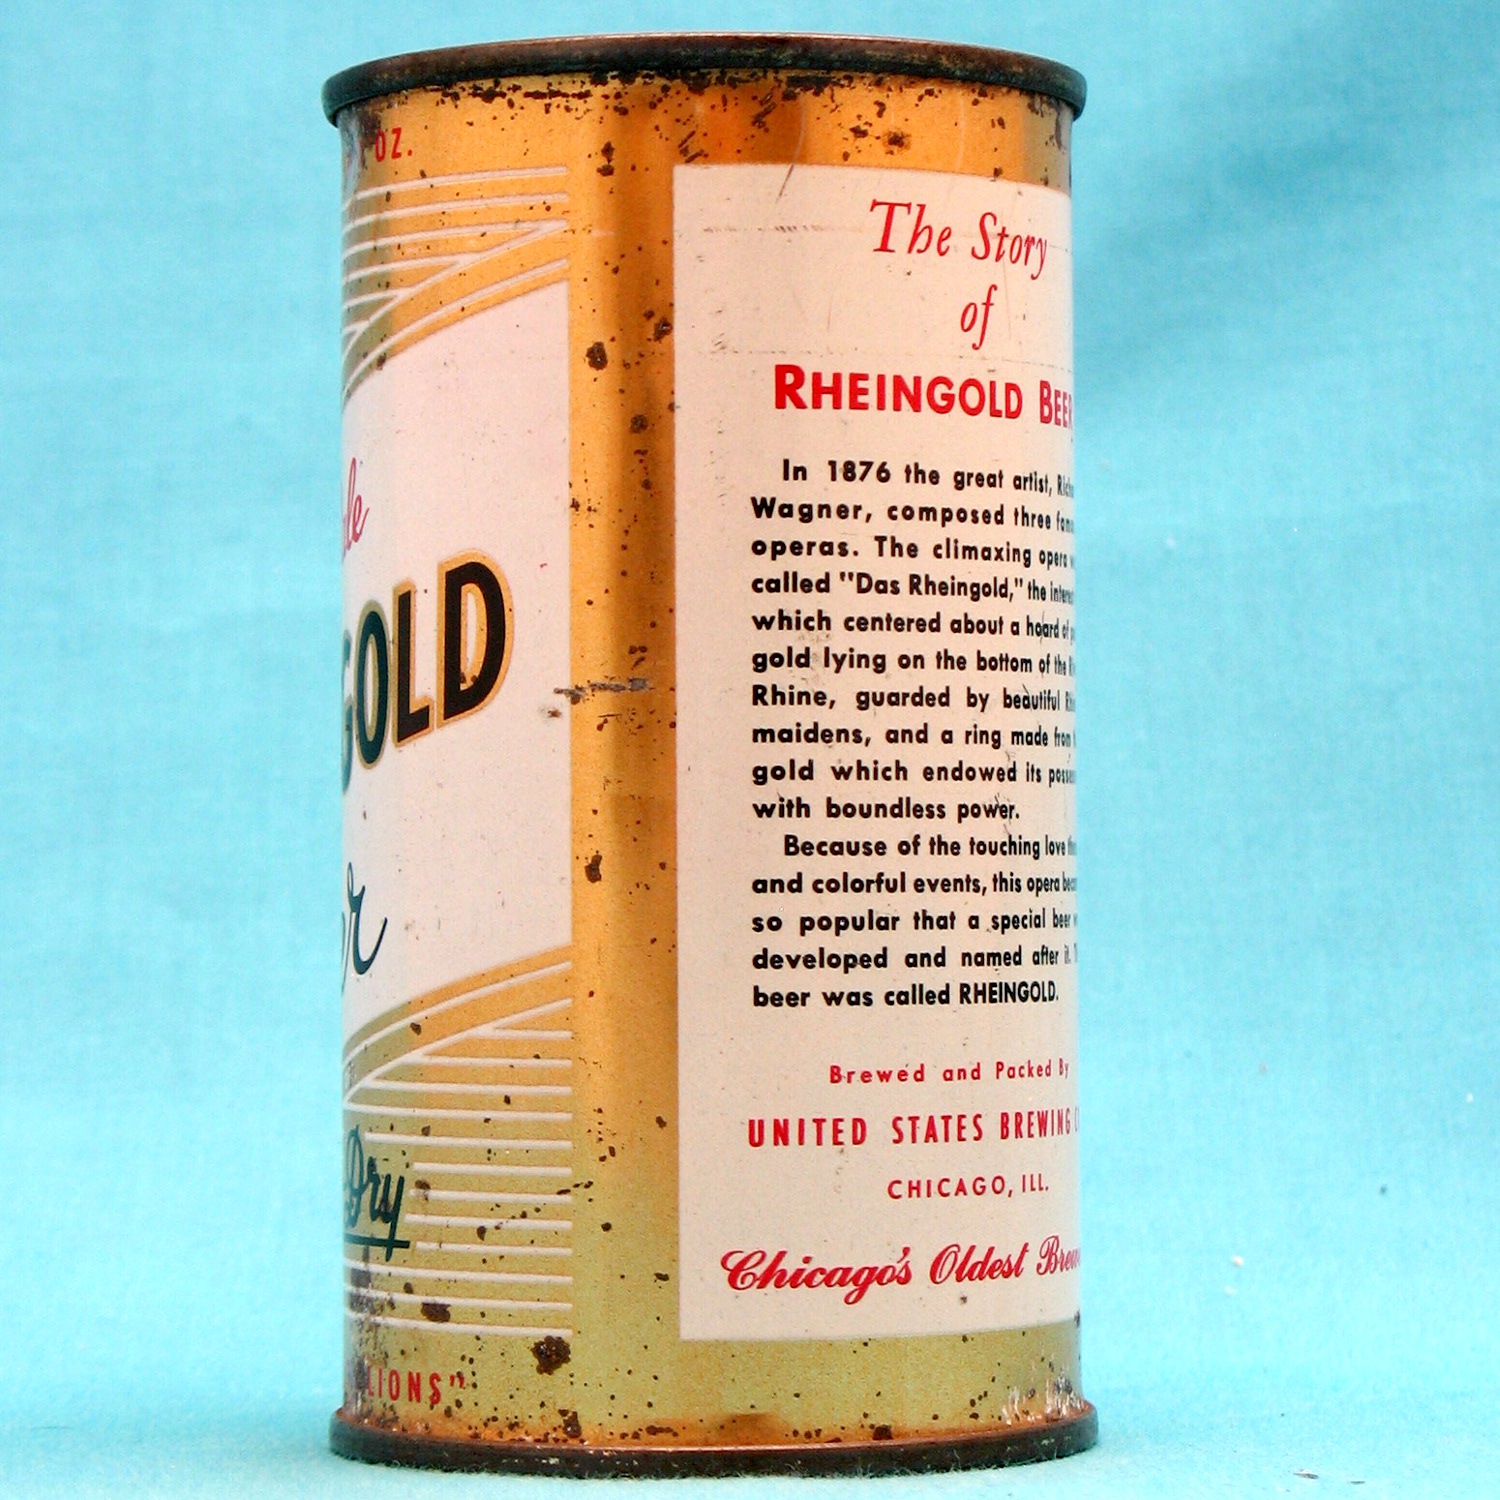 OZ.
GOLD
Dry
LIONS"
The Story
of
RHEINGOLD BEER
In 1876 the great artist,
Wagner, composed three
operas. The climaxing opera
called "Das Rheingold," the
which centered about a hoard of
gold lying on the bottom of the
Rhine, guarded by beautiful
maidens, and a ring made from
gold which endowed its
with boundless power.
Because of the touching love
and colorful events, this opera
so popular that a special beer
developed and named after it.
beer was called RHEINGOLD.
Brewed and Packed By
UNITED STATES BREWING
CHICAGO, ILL.
Chicago's Oldest